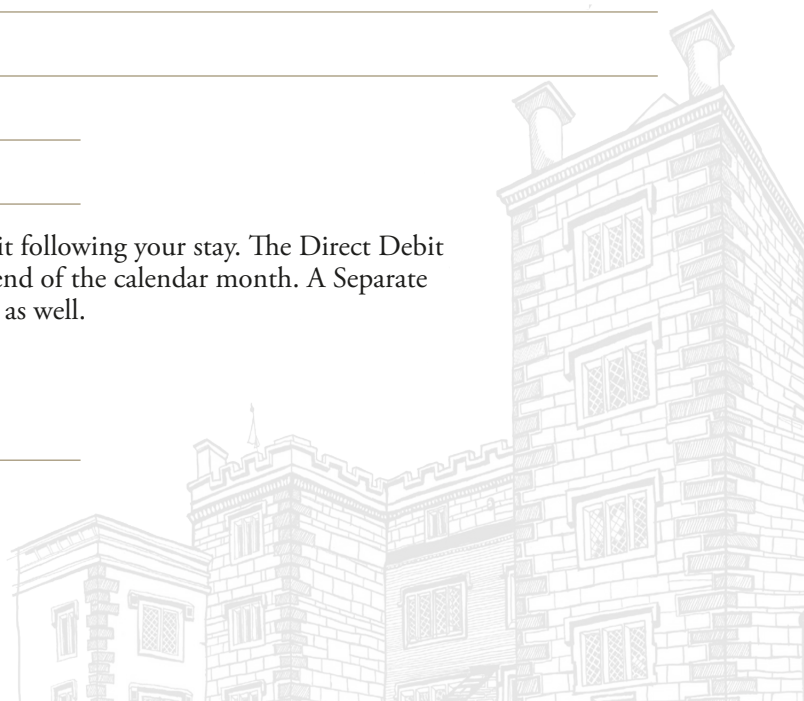 it following your stay. The Direct Debit
end of the calendar month. A Separate
as well.